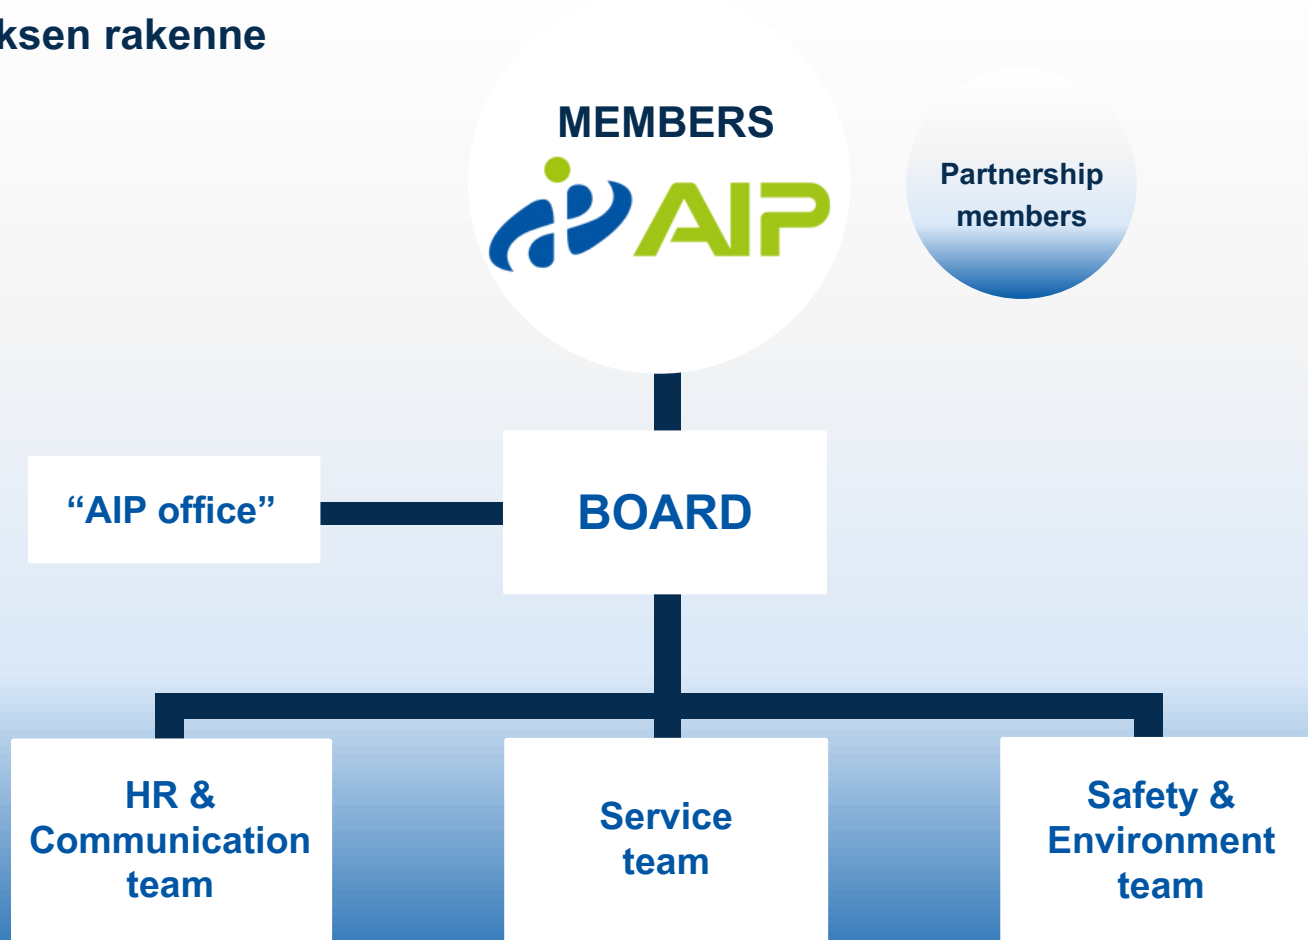 ksen rakenne
MEMBERS
AIP
Partnership
members
“AIP office”
BOARD
HR &
Communication
team
Service
team
Safety &
Environment
team